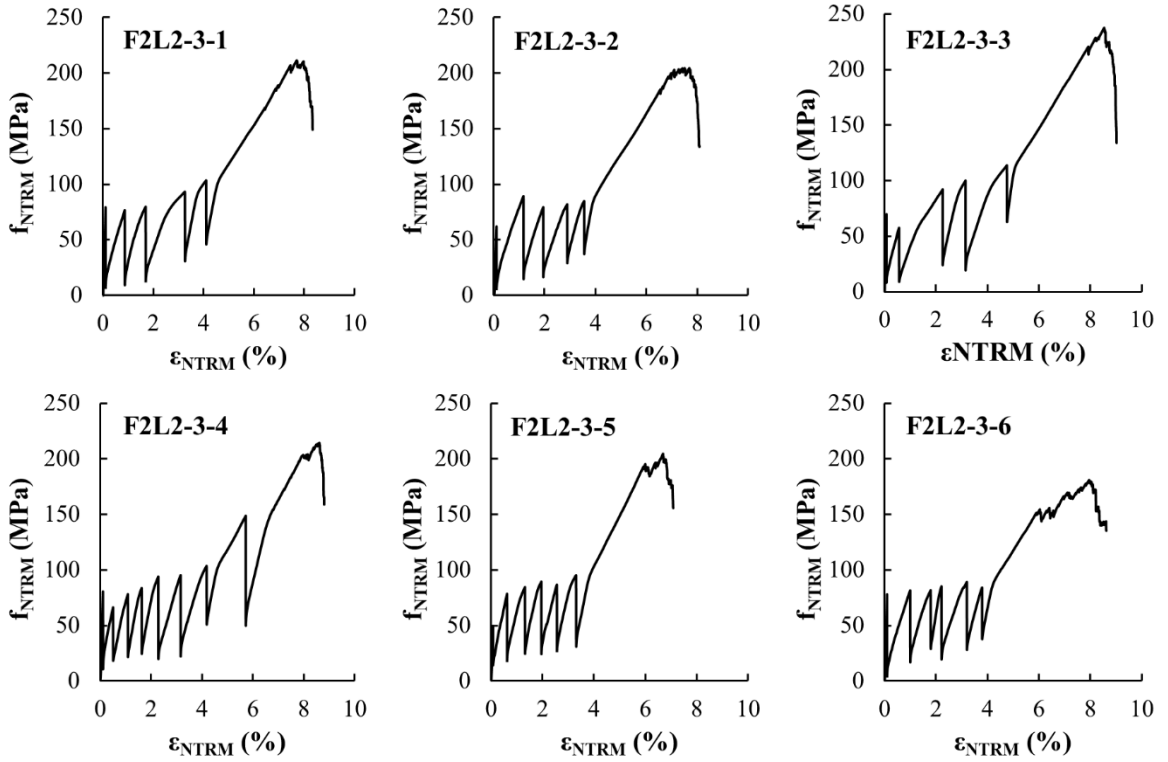 F2L2-3-1
250
200
150
100
50
0
f_NTRM (MPa)
0 2 4 6 8 10
ε_NTRM (%)
F2L2-3-2
250
200
150
100
50
0
f_NTRM (MPa)
0 2 4 6 8 10
ε_NTRM (%)
F2L2-3-3
250
200
150
100
50
0
f_NTRM (MPa)
0 2 4 6 8 10
εNTRM (%)
F2L2-3-4
250
200
150
100
50
0
f_NTRM (MPa)
0 2 4 6 8 10
ε_NTRM (%)
F2L2-3-5
250
200
150
100
50
0
f_NTRM (MPa)
0 2 4 6 8 10
ε_NTRM (%)
F2L2-3-6
250
200
150
100
50
0
f_NTRM (MPa)
0 2 4 6 8 10
ε_NTRM (%)